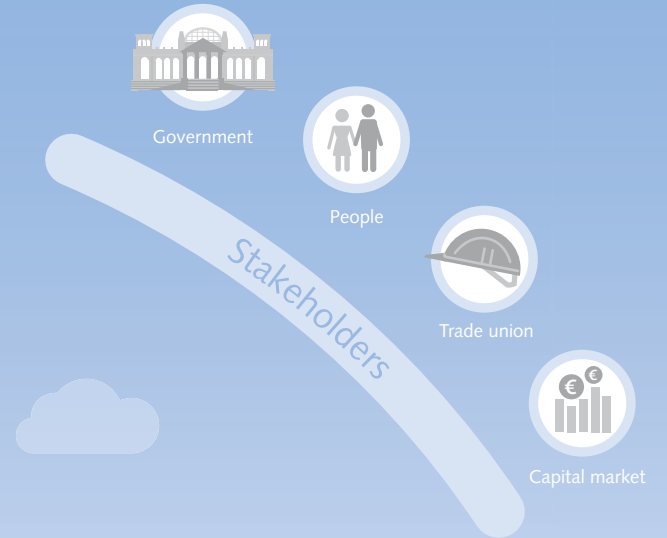 Government
People
Stakeholders
Trade union
€
€
Capital market